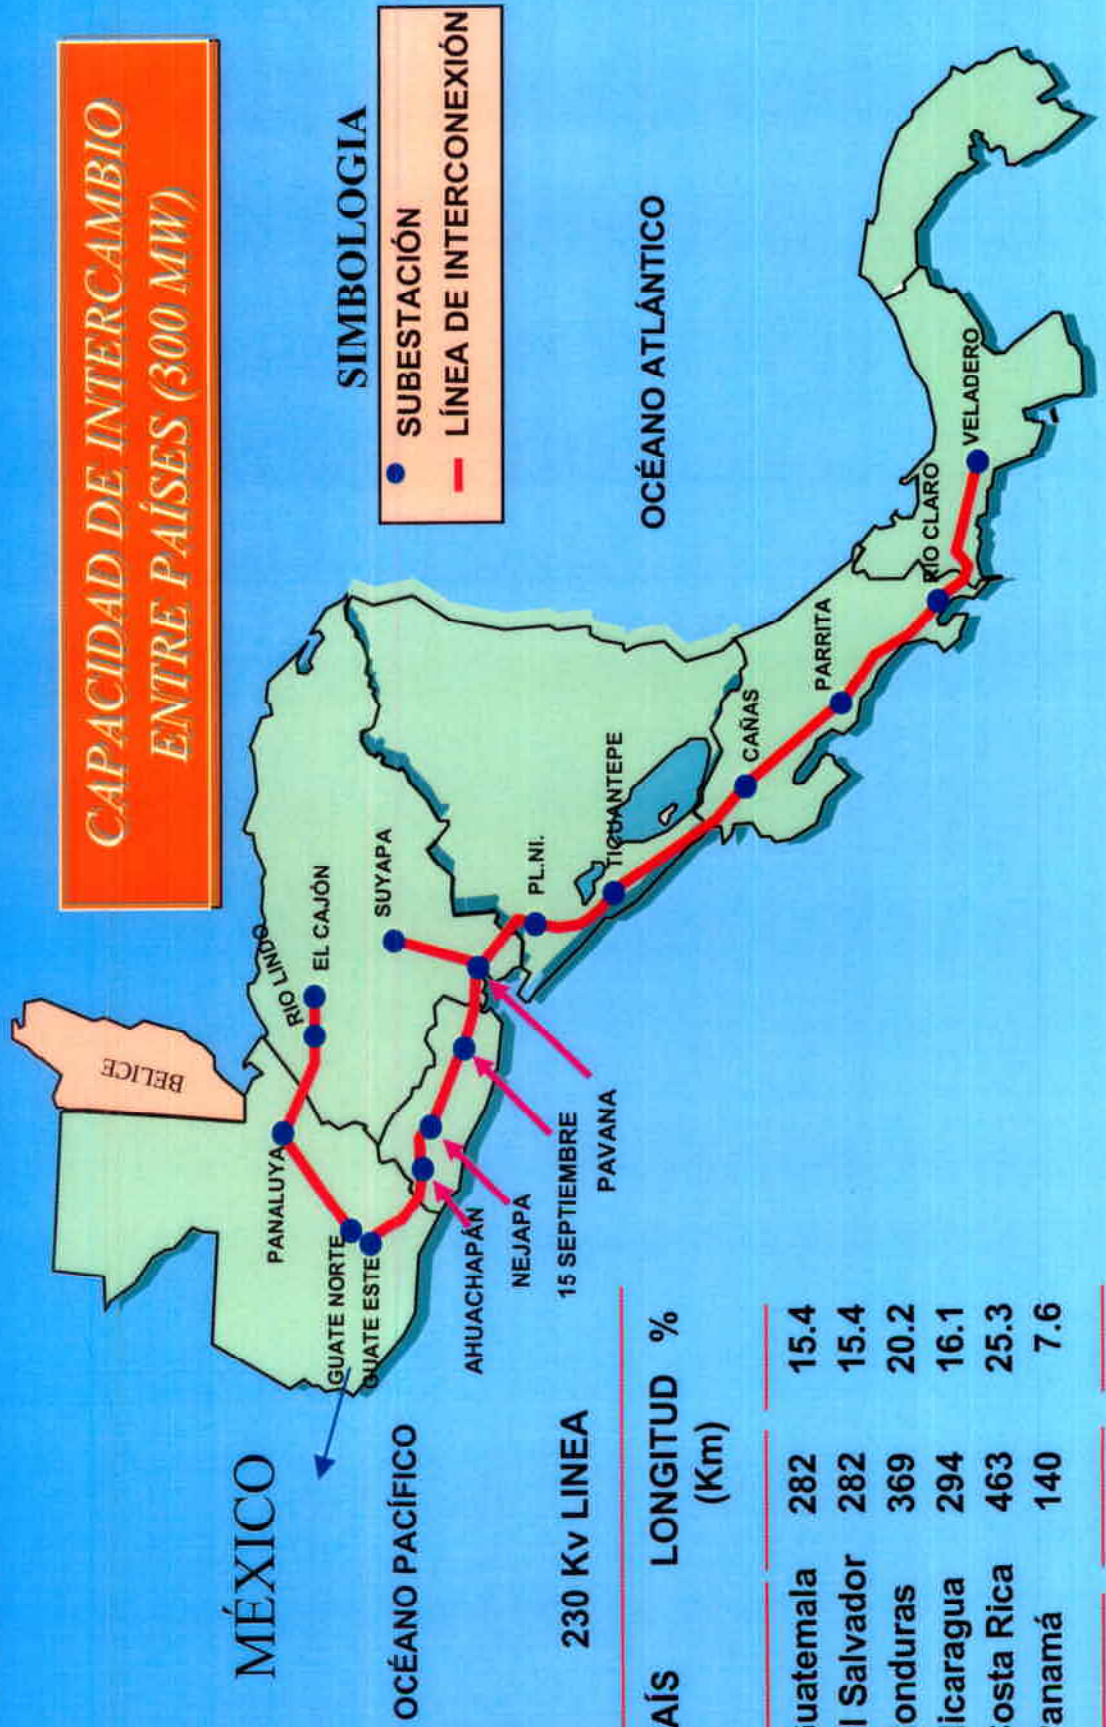 CAPACIDAD DE INTERCAMBIO
ENTRE PAÍSES (300 MW)
SIMBOLOGIA
SUBESTACIÓN
LÍNEA DE INTERCONEXIÓN
MÉXICO
BELICE
OCÉANO ATLÁNTICO
OCÉANO PACÍFICO
PANALUYA
RIO LINDO
EL CAJÓN
SUYAPA
GUATE NORTE
GUATE ESTE
AHUACHAPÁN
NEJAPA
15 SEPTIEMBRE
PAVANA
PL.NI.
TICUANTEPE
CAÑAS
PARRITA
RÍO CLARO
VELADERO
230 Kv LINEA
AÍS LONGITUD %
(Km)
uatemala 282 15.4
l Salvador 282 15.4
onduras 369 20.2
icaragua 294 16.1
osta Rica 463 25.3
anamá 140 7.6